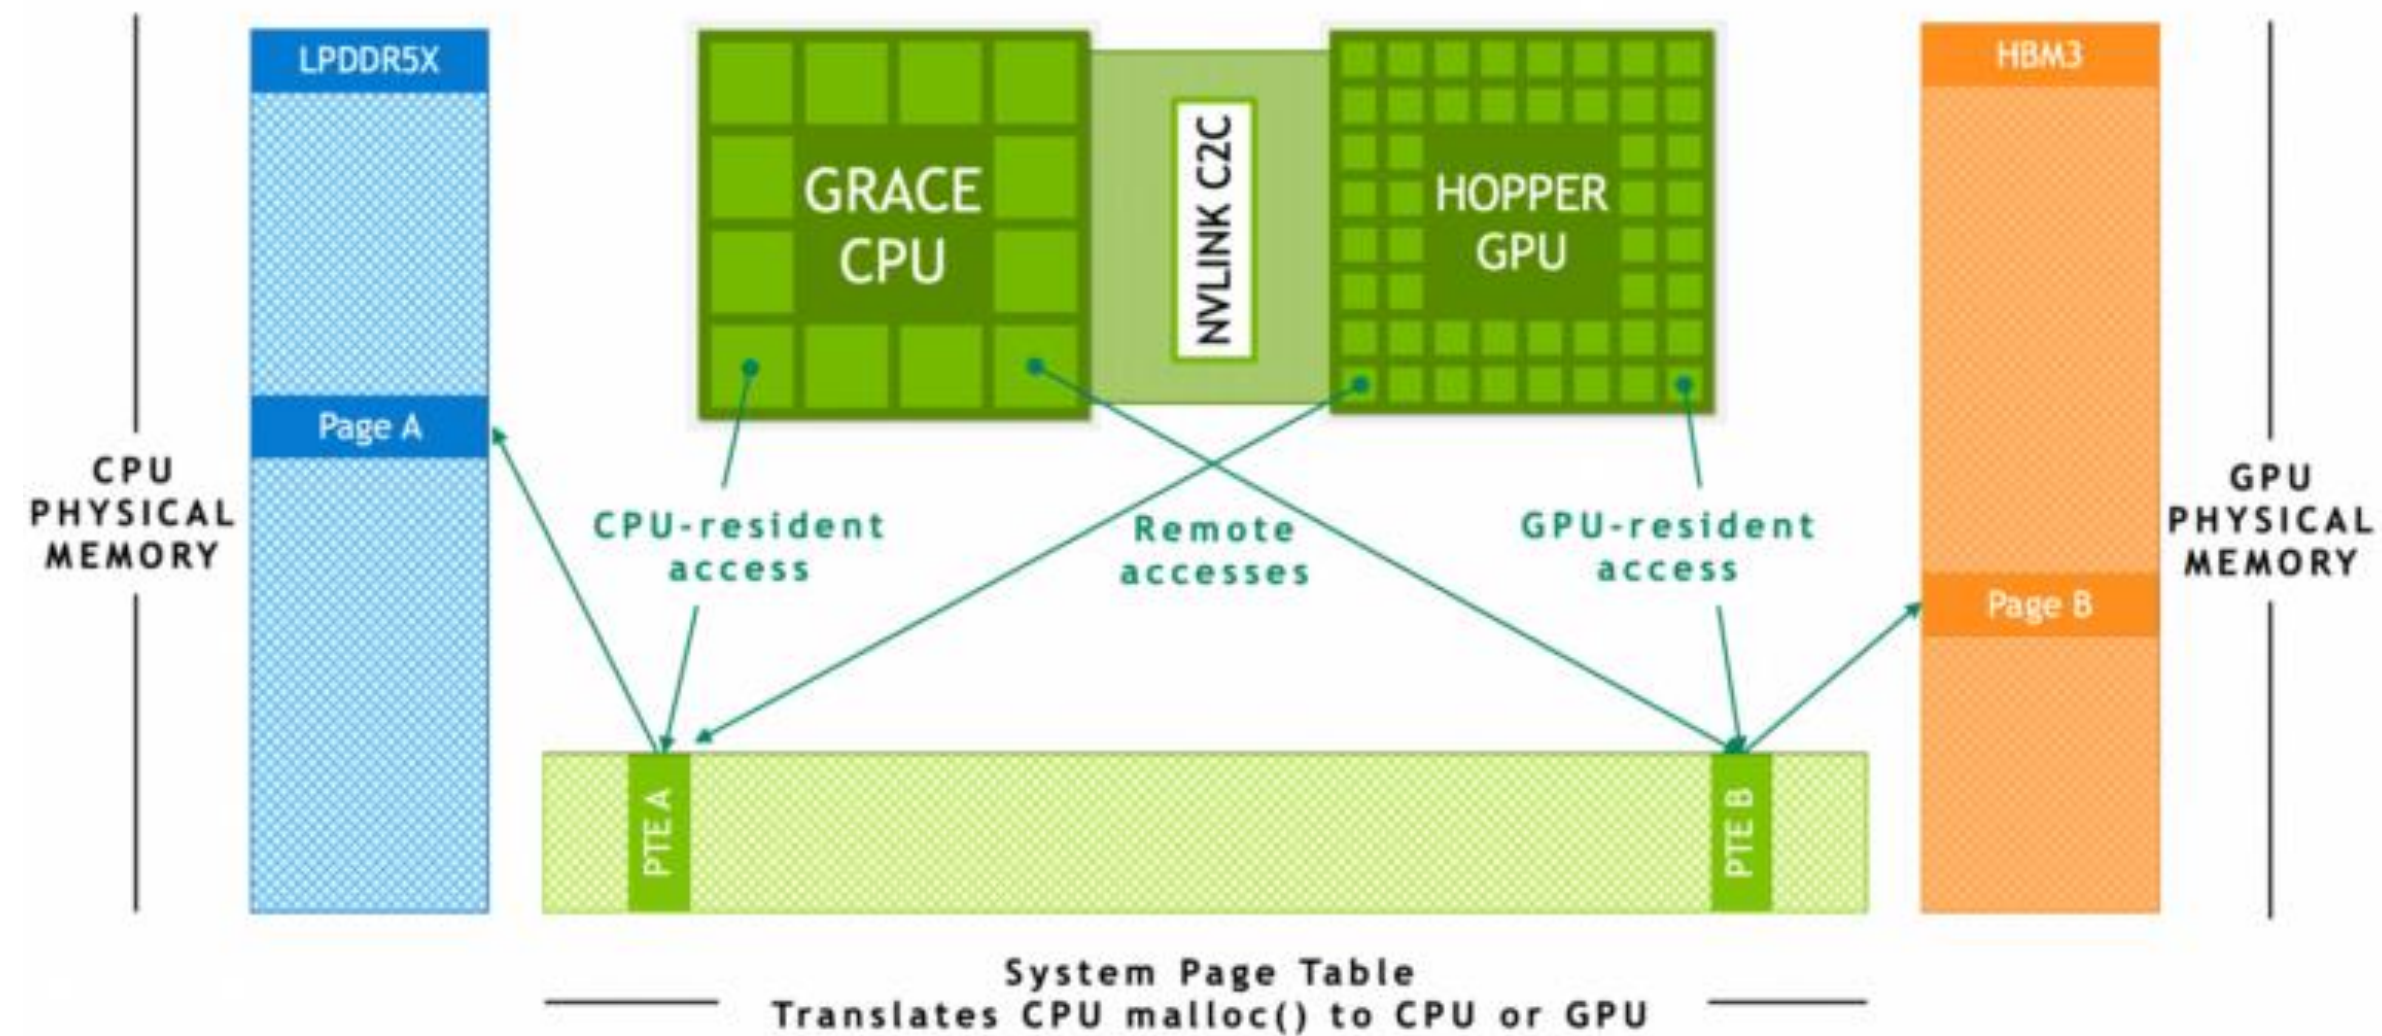 LPDDR5X
Page A
CPU
PHYSICAL
MEMORY
GRACE
CPU
NVLINK C2C
HOPPER
GPU
HBM3
Page B
GPU
PHYSICAL
MEMORY
CPU-resident
access
Remote
accesses
GPU-resident
access
PTE A
PTE B
System Page Table
Translates CPU malloc() to CPU or GPU